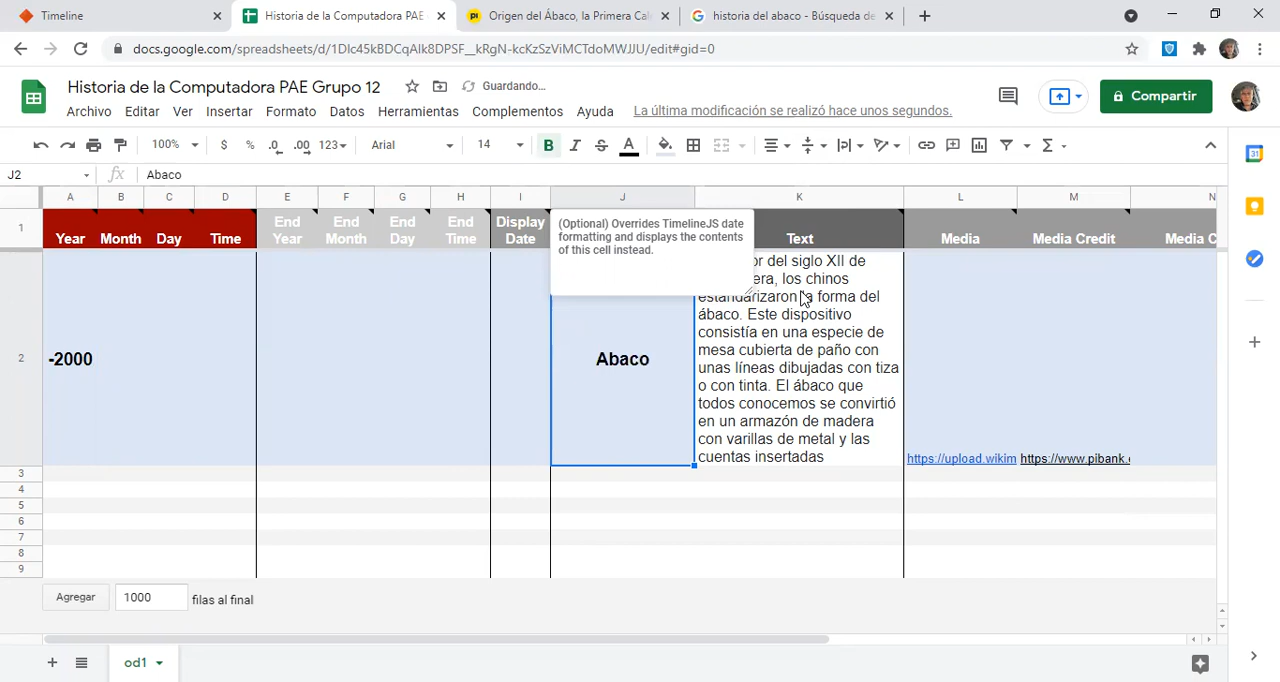 Timeline
Historia de la Computadora PAE
Origen del Ábaco, la Primera Cal
historia del abaco - Búsqueda de
docs.google.com/spreadsheets/d/1DIc45kBDCqAIk8DPSF__kRgN-kcKzSzViMCTdoMWJJU/edit#gid=0
Historia de la Computadora PAE Grupo 12
Guardando...
Archivo Editar Ver Insertar Formato Datos Herramientas Complementos Ayuda
La última modificación se realizó hace unos segundos.
Compartir
100% $ % .0 .00 123 Arial 14 B I S A
J2 fx Abaco
A B C D E F G H I J K L M N
1
Year Month Day Time
End Year
End Month
End Day
End Time
Display Date
(Optional) Overrides TimelineJS date
formatting and displays the contents
of this cell instead.
Text
Media
Media Credit
Media C
2
-2000
Abaco
or del siglo XII de
era, los chinos
estandarizaron la forma del
ábaco. Este dispositivo
consistía en una especie de
mesa cubierta de paño con
unas líneas dibujadas con tiza
o con tinta. El ábaco que
todos conocemos se convirtió
en un armazón de madera
con varillas de metal y las
cuentas insertadas
https://upload.wikim
https://www.pibank.
3
4
5
6
7
8
9
Agregar 1000 filas al final
od1